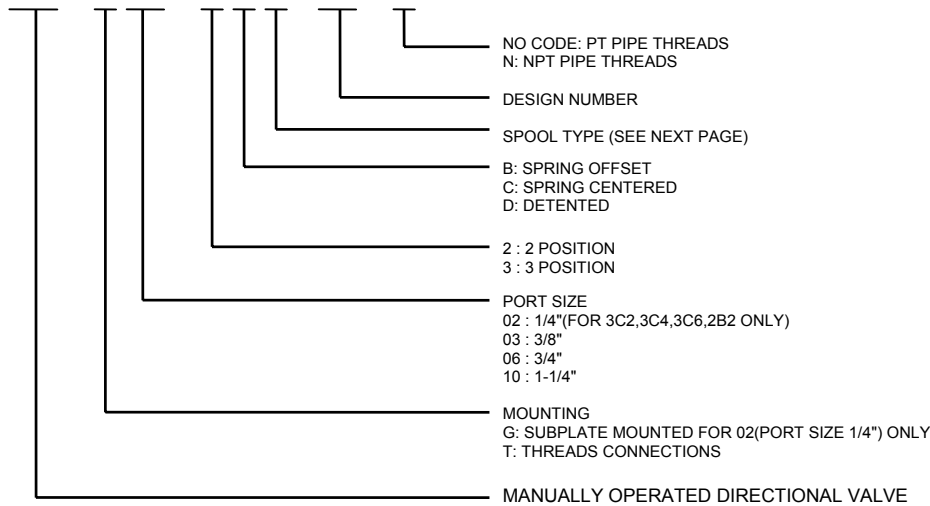 NO CODE: PT PIPE THREADS
N: NPT PIPE THREADS
DESIGN NUMBER
SPOOL TYPE (SEE NEXT PAGE)
B: SPRING OFFSET
C: SPRING CENTERED
D: DETENTED
2 : 2 POSITION
3 : 3 POSITION
PORT SIZE
02 : 1/4"(FOR 3C2,3C4,3C6,2B2 ONLY)
03 : 3/8"
06 : 3/4"
10 : 1-1/4"
MOUNTING
G: SUBPLATE MOUNTED FOR 02(PORT SIZE 1/4") ONLY
T: THREADS CONNECTIONS
MANUALLY OPERATED DIRECTIONAL VALVE